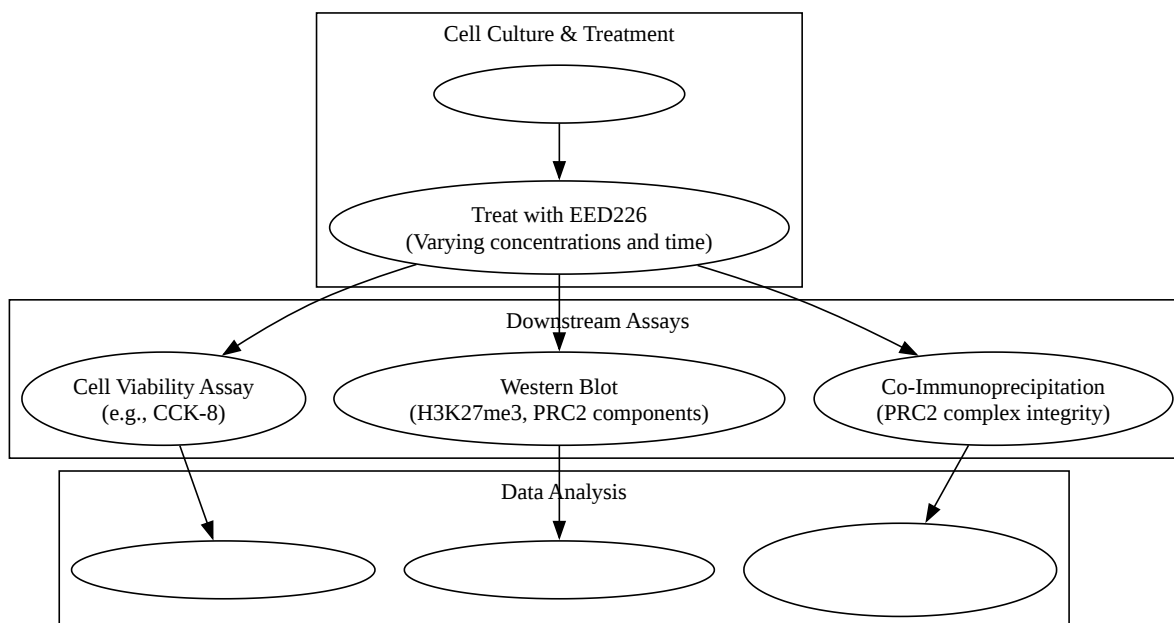 Cell Culture & Treatment
Treat with EED226
(Varying concentrations and time)
Downstream Assays
Cell Viability Assay
(e.g., CCK-8)
Western Blot
(H3K27me3, PRC2 components)
Co-Immunoprecipitation
(PRC2 complex integrity)
Data Analysis